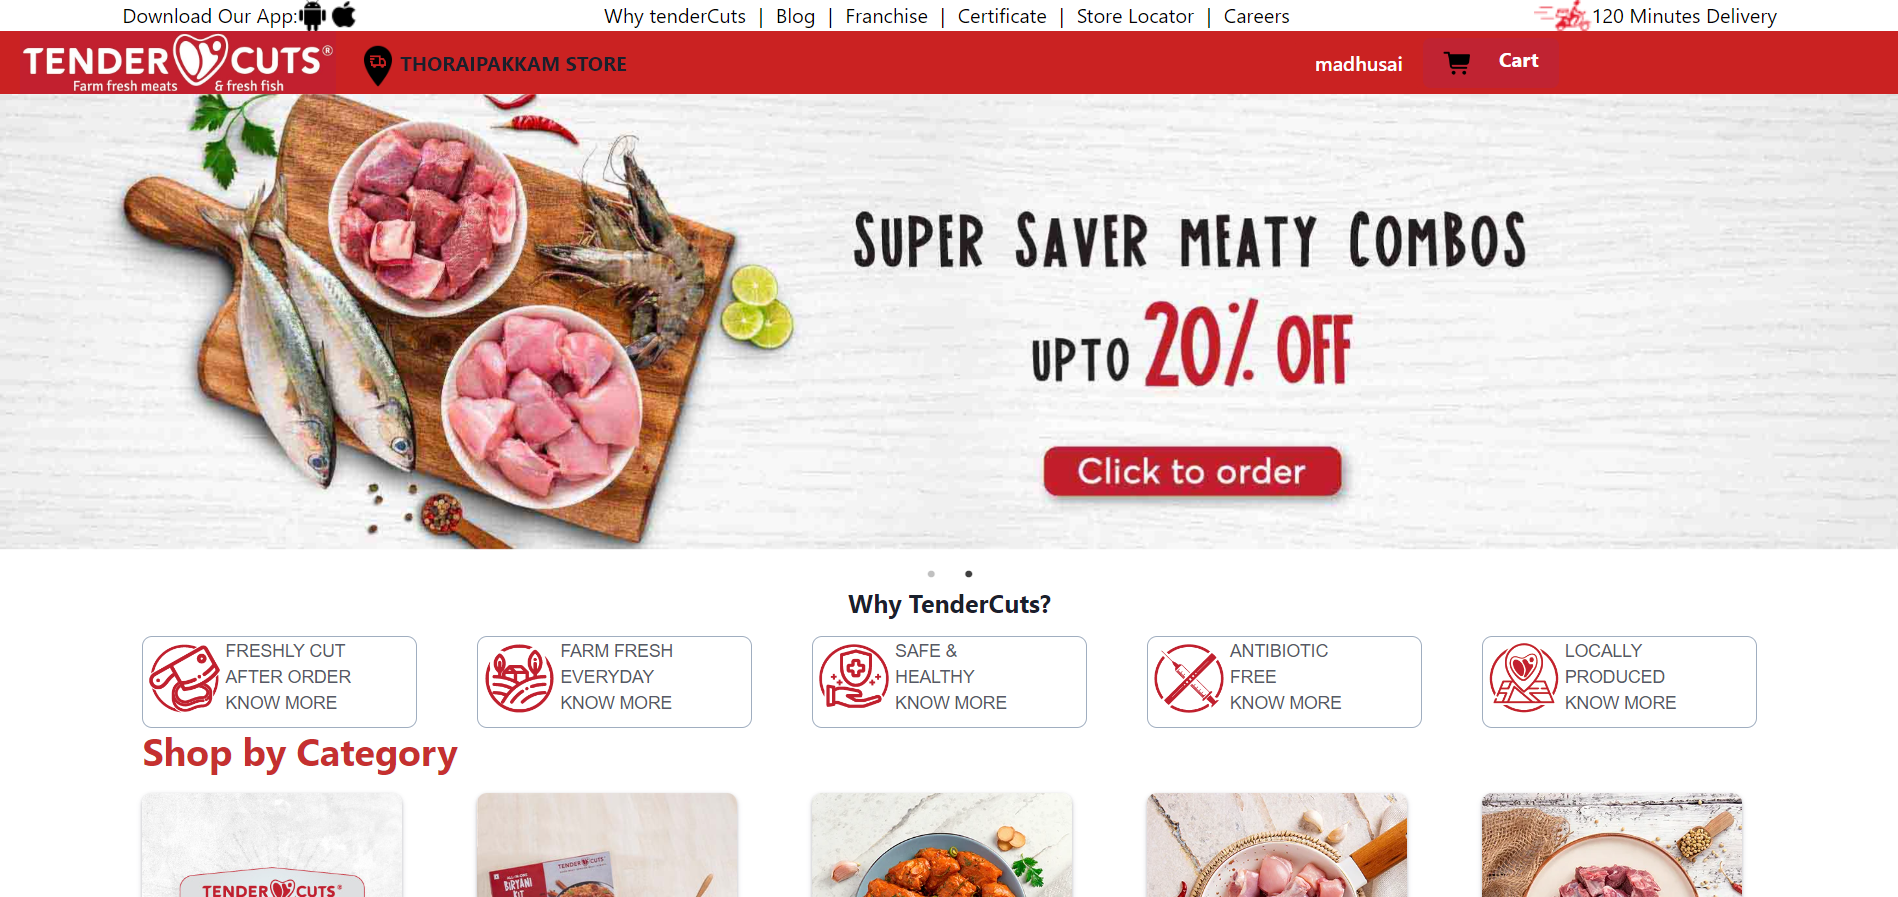 Download Our App:
Why tenderCuts | Blog | Franchise | Certificate | Store Locator | Careers
120 Minutes Delivery
TENDER CUTS®
Farm fresh meats & fresh fish
THORAIPAKKAM STORE
madhusai
Cart
SUPER SAVER MEATY COMBOS
UPTO 20% OFF
Click to order
Why TenderCuts?
FRESHLY CUT
AFTER ORDER
KNOW MORE
FARM FRESH
EVERYDAY
KNOW MORE
SAFE &
HEALTHY
KNOW MORE
ANTIBIOTIC
FREE
KNOW MORE
LOCALLY
PRODUCED
KNOW MORE
Shop by Category
TENDER CUTS®
TENDER CUTS
ALL-IN-ONE
BIRYANI
KIT